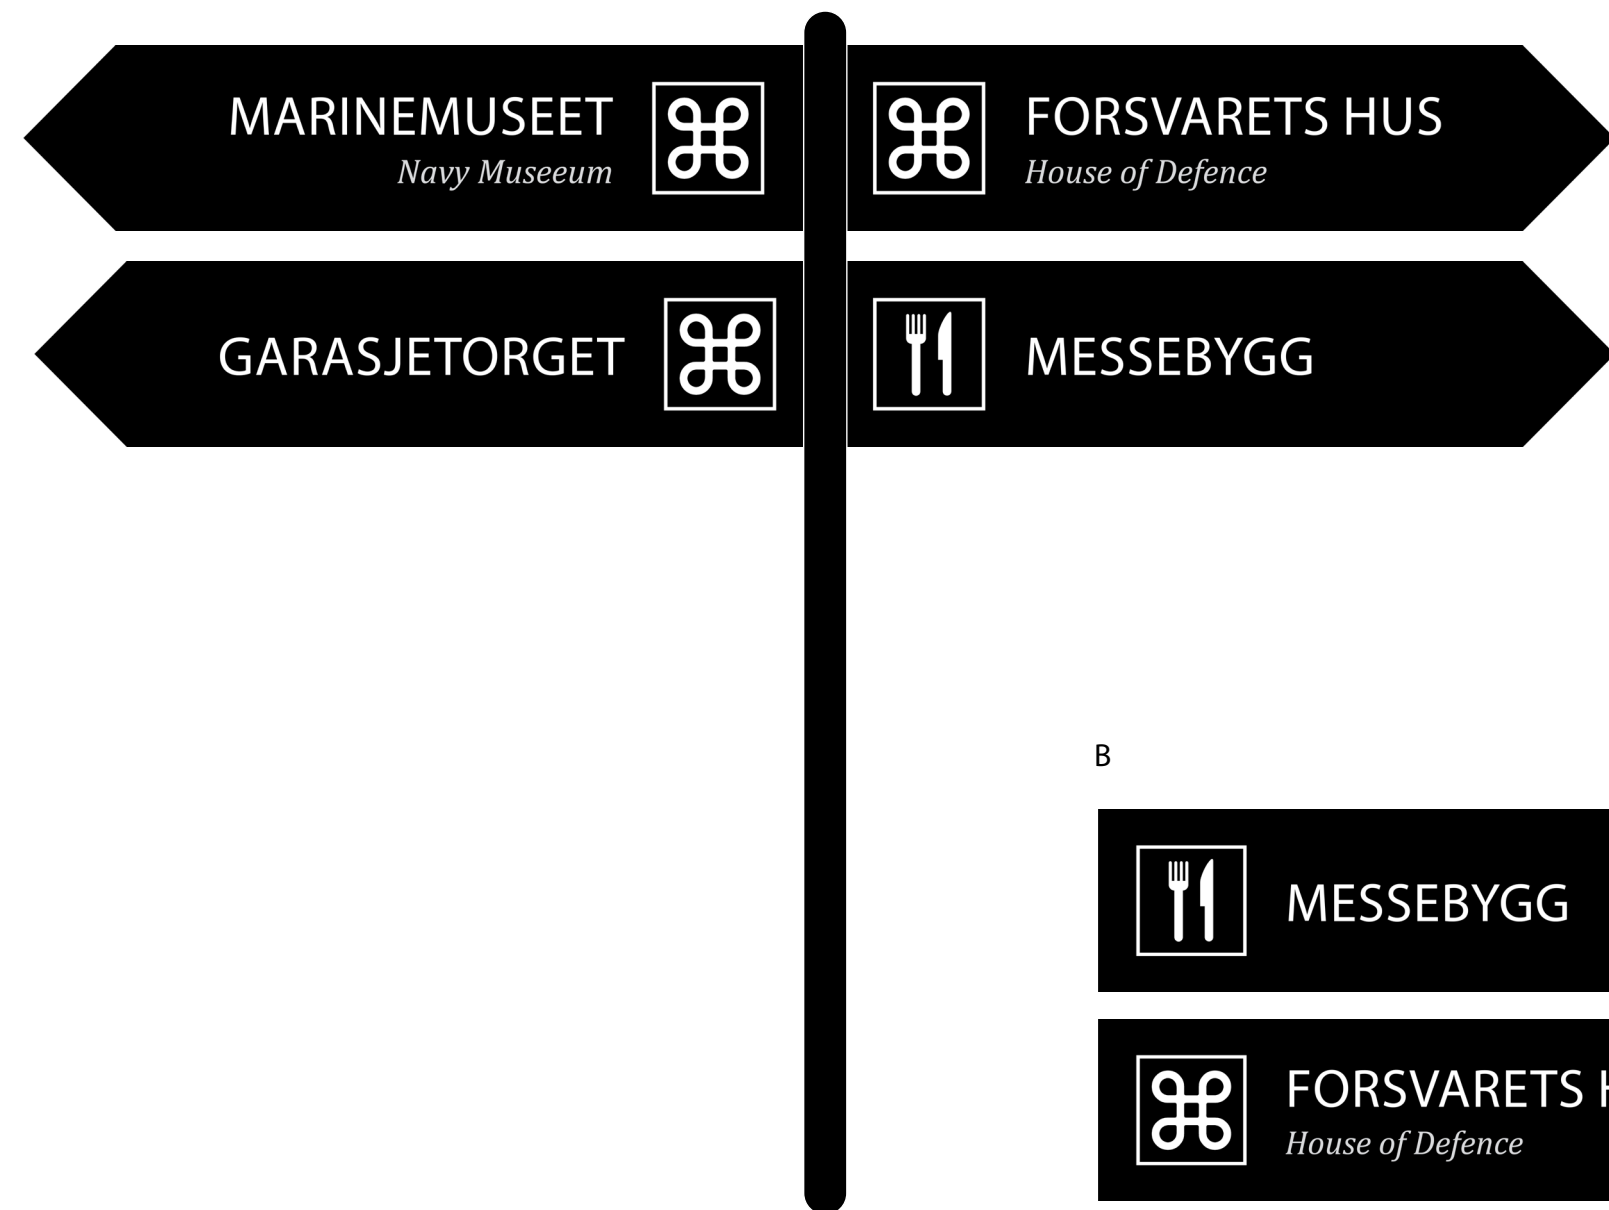 MARINEMUSEET
Navy Museeum
FORSVARETS HUS
House of Defence
GARASJETORGET
MESSEBYGG
B
MESSEBYGG
FORSVARETS
House of Defence